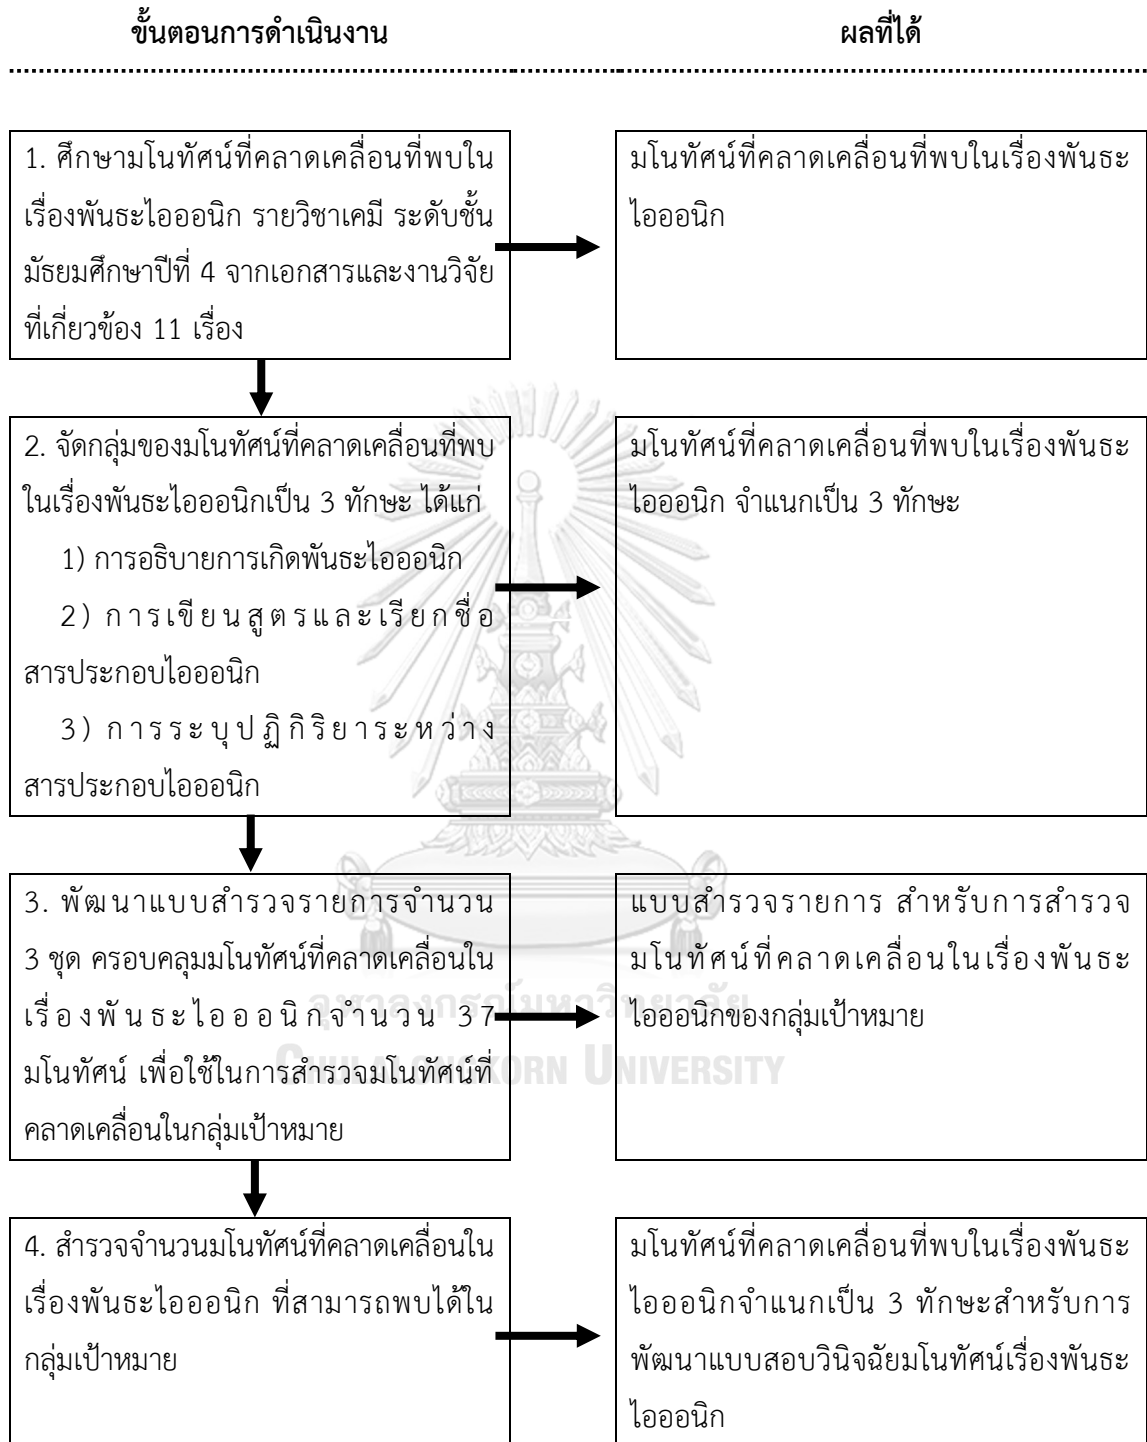 ขั้นตอนการดำเนินงาน
ผลที่ได้
1. ศึกษามโนทัศน์ที่คลาดเคลื่อนที่พบใน
เรื่องพันธะไอออนิก รายวิชาเคมี ระดับชั้น
มัธยมศึกษาปีที่ 4 จากเอกสารและงานวิจัย
ที่เกี่ยวข้อง 11 เรื่อง
มโนทัศน์ที่คลาดเคลื่อนที่พบในเรื่องพันธะ
ไอออนิก
2. จัดกลุ่มของมโนทัศน์ที่คลาดเคลื่อนที่พบ
ในเรื่องพันธะไอออนิกเป็น 3 ทักษะ ได้แก่
1) การอธิบายการเกิดพันธะไอออนิก
2) การเขียนสูตรและเรียกชื่อ
สารประกอบไอออนิก
3) การระบุปฏิกิริยาระหว่าง
สารประกอบไอออนิก
มโนทัศน์ที่คลาดเคลื่อนที่พบในเรื่องพันธะ
ไอออนิก จำแนกเป็น 3 ทักษะ
3. พัฒนาแบบสำรวจรายการจำนวน
3 ชุด ครอบคลุมมโนทัศน์ที่คลาดเคลื่อนใน
เรื่องพันธะไอออนิกจำนวน 37
มโนทัศน์ เพื่อใช้ในการสำรวจมโนทัศน์ที่
คลาดเคลื่อนในกลุ่มเป้าหมาย
แบบสำรวจรายการ สำหรับการสำรวจ
มโนทัศน์ที่คลาดเคลื่อนในเรื่องพันธะ
ไอออนิกของกลุ่มเป้าหมาย
จุฬาลงกรณ์มหาวิทยาลัย
CHULALONGKORN UNIVERSITY
4. สำรวจจำนวนมโนทัศน์ที่คลาดเคลื่อนใน
เรื่องพันธะไอออนิก ที่สามารถพบได้ใน
กลุ่มเป้าหมาย
มโนทัศน์ที่คลาดเคลื่อนที่พบในเรื่องพันธะ
ไอออนิกจำแนกเป็น 3 ทักษะสำหรับการ
พัฒนาแบบสอบวินิจฉัยมโนทัศน์เรื่องพันธะ
ไอออนิก